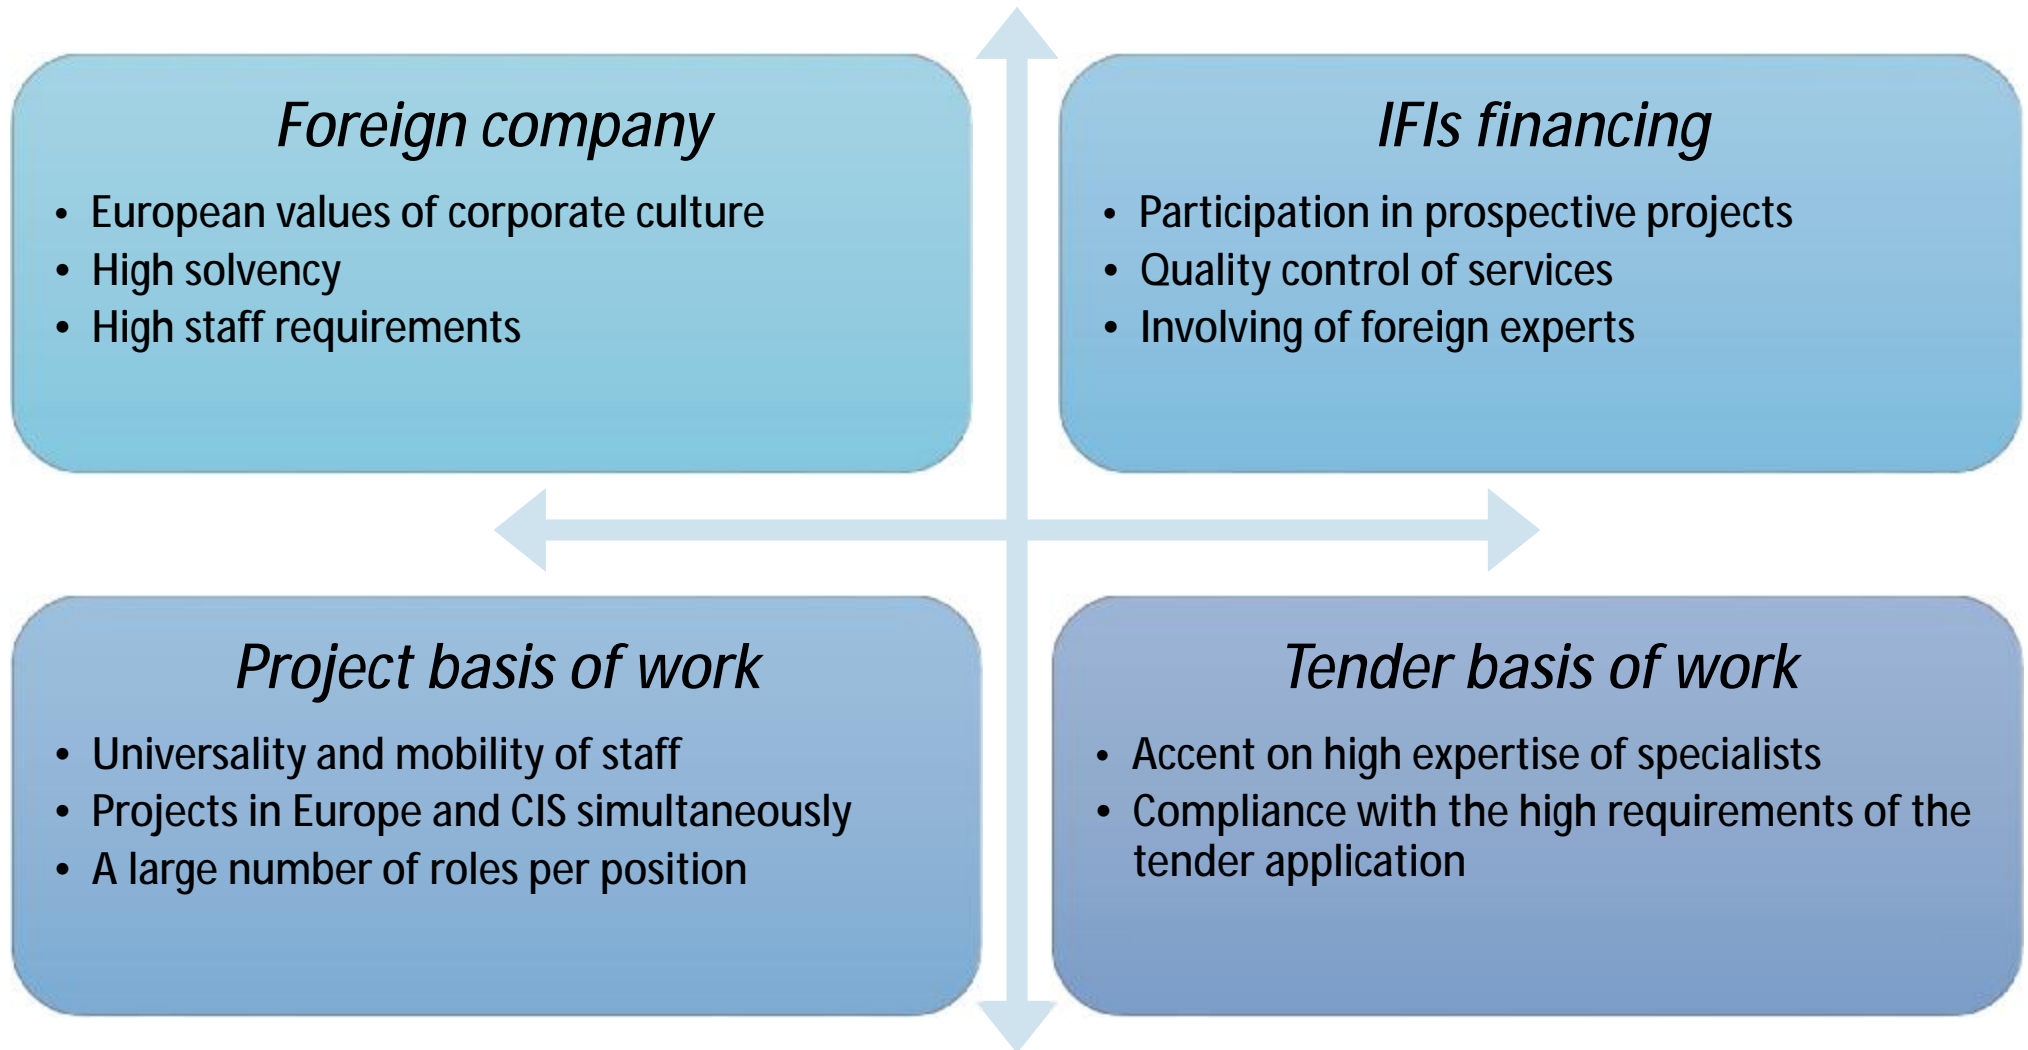 Foreign company
• European values of corporate culture
• High solvency
• High staff requirements
IFIs financing
• Participation in prospective projects
• Quality control of services
• Involving of foreign experts
Project basis of work
• Universality and mobility of staff
• Projects in Europe and CIS simultaneously
• A large number of roles per position
Tender basis of work
• Accent on high expertise of specialists
• Compliance with the high requirements of the
tender application